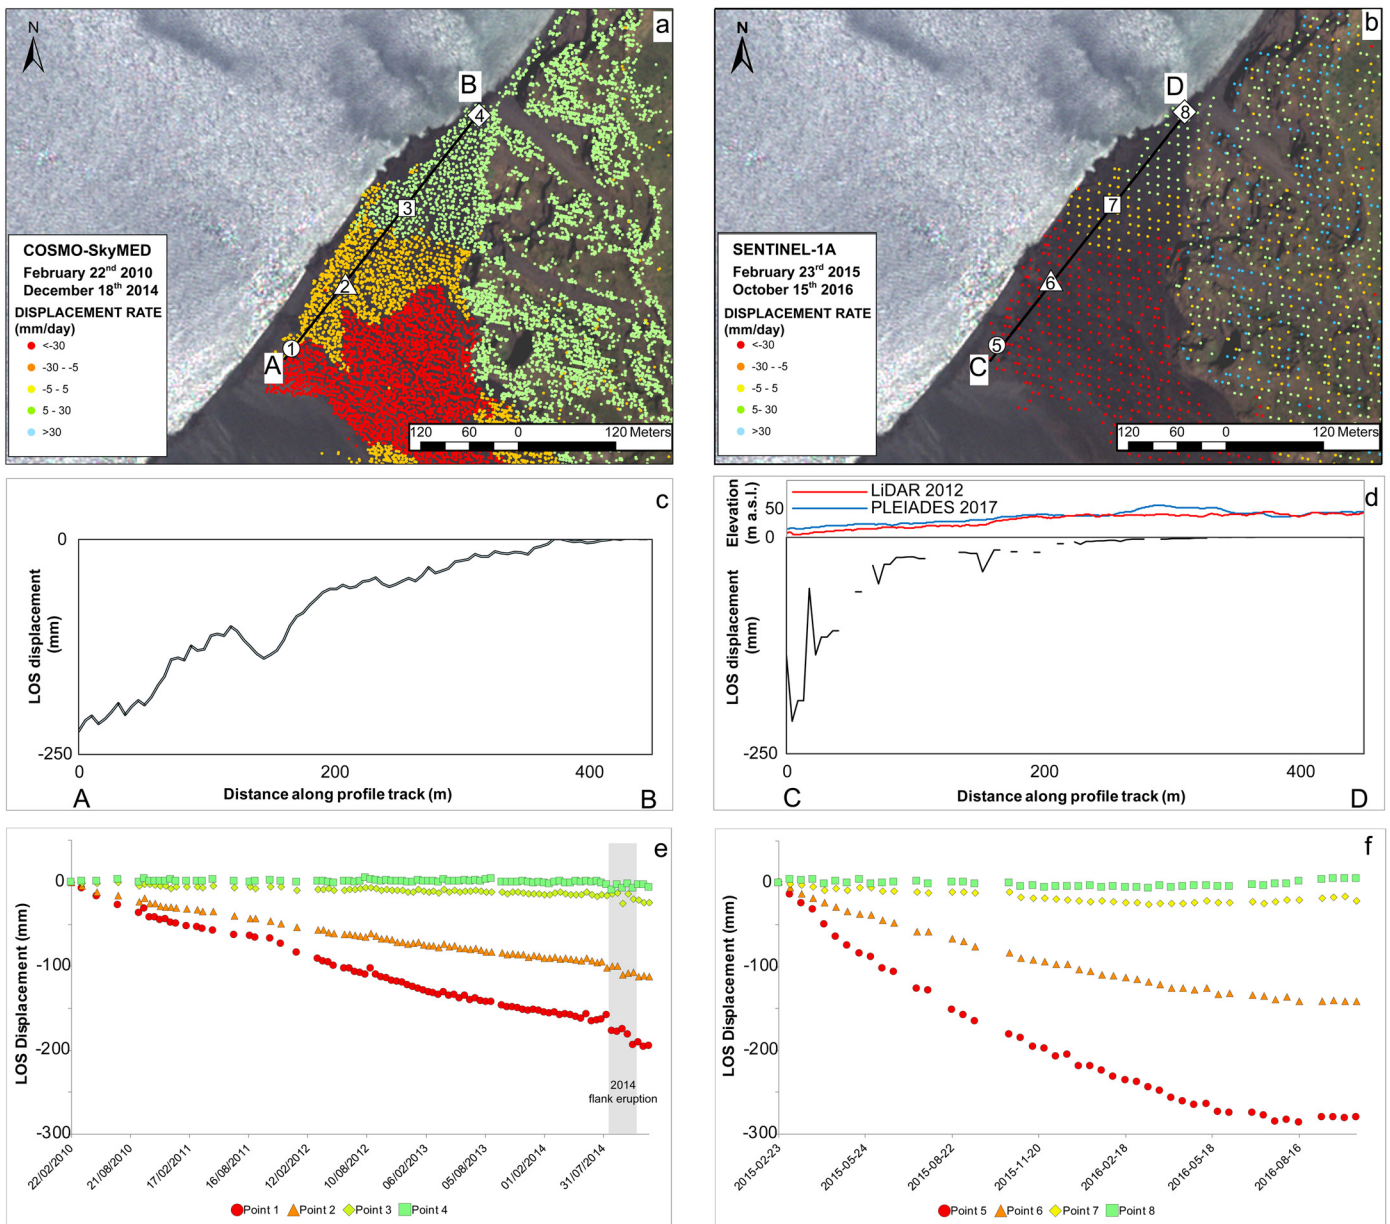 N
a
B
4
3
2
1
A
COSMO-SkyMED
February 22nd 2010
December 18th 2014
DISPLACEMENT RATE
(mm/day)
<-30
-30 - -5
-5 - 5
5 - 30
>30
120 60 0 120 Meters
N
b
D
8
7
6
5
C
SENTINEL-1A
February 23rd 2015
October 15th 2016
DISPLACEMENT RATE
(mm/day)
<-30
-30 - -5
-5 - 5
5- 30
>30
120 60 0 120 Meters
c
LOS displacement
(mm)
0
-250
0 200 400
A Distance along profile track (m) B
d
Elevation
(m a.s.l.)
50
0
LiDAR 2012
PLEIADES 2017
LOS displacement
(mm)
-250
0 200 400
C Distance along profile track (m) D
e
LOS Displacement (mm)
0
-100
-200
-300
2014
flank eruption
22/02/2010
21/08/2010
17/02/2011
16/08/2011
12/02/2012
10/08/2012
06/02/2013
05/08/2013
01/02/2014
31/07/2014
Point 1 Point 2 Point 3 Point 4
f
LOS Displacement (mm)
0
-100
-200
-300
2015-02-23
2015-05-24
2015-08-22
2015-11-20
2016-02-18
2016-05-18
2016-08-16
Point 5 Point 6 Point 7 Point 8